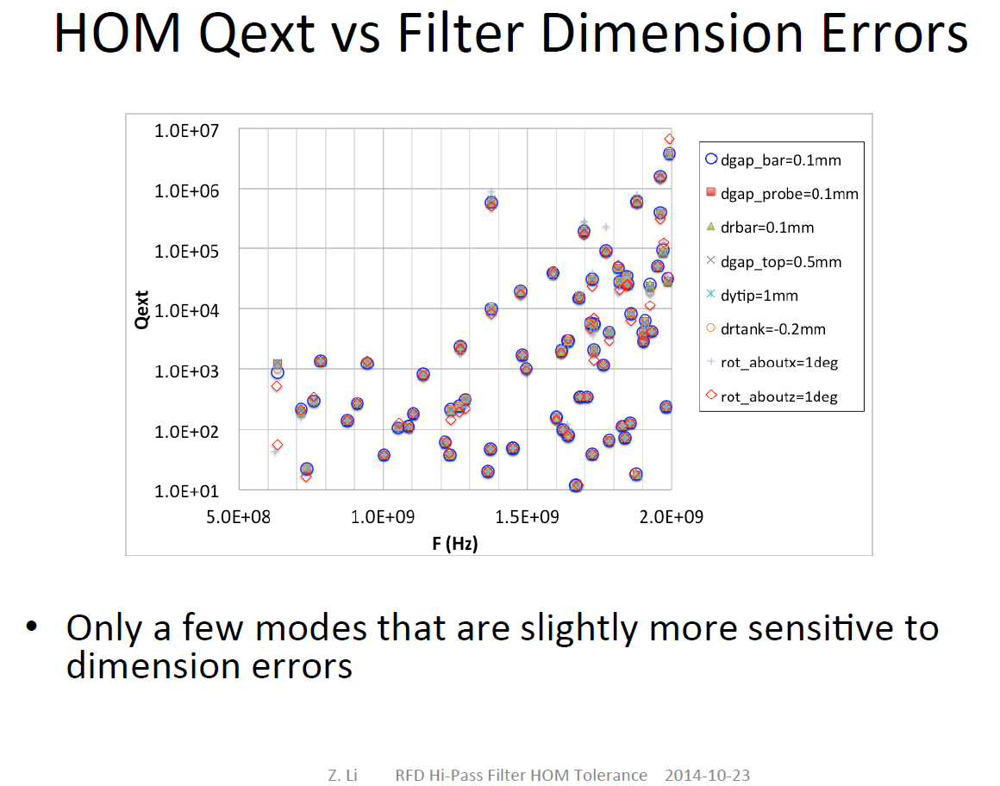 HOM Qext vs Filter Dimension Errors
1.0E+07
1.0E+06
1.0E+05
1.0E+04
1.0E+03
1.0E+02
1.0E+01
Qext
5.0E+08 1.0E+09 1.5E+09 2.0E+09
F (Hz)
dgap_bar=0.1mm
dgap_probe=0.1mm
drbar=0.1mm
dgap_top=0.5mm
dytip=1mm
drtank=-0.2mm
rot_aboutx=1deg
rot_aboutz=1deg
• Only a few modes that are slightly more sensitive to
dimension errors
Z. Li RFD Hi-Pass Filter HOM Tolerance 2014-10-23